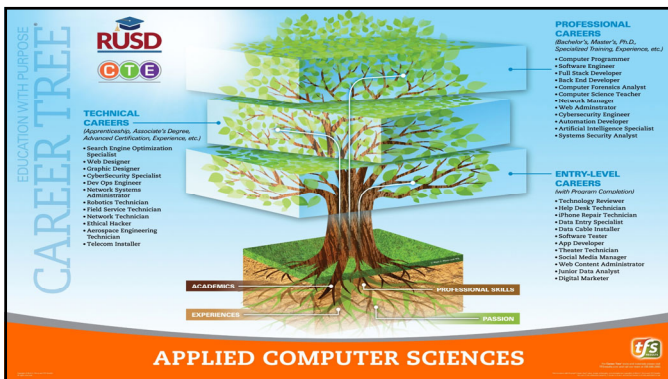 EDUCATION WITH PURPOSE
CAREER TREE
RUSD
CTE
TECHNICAL
CAREERS
(Apprenticeship, Associate's Degree,
Advanced Certification, Experience, etc.)
• Search Engine Optimization
Specialist
• Web Designer
• Graphic Designer
• CyberSecurity Specialist
• Dev Ops Engineer
• Network Systems
Administrator
• Robotics Technician
• Field Service Technician
• Network Technician
• Ethical Hacker
• Aerospace Engineering
Technician
• Telecom Installer
PROFESSIONAL
CAREERS
(Bachelor's, Master's, Ph.D.,
Specialized Training, Experience, etc.)
• Computer Programmer
• Software Engineer
• Full Stack Developer
• Back End Developer
• Computer Forensics Analyst
• Computer Science Teacher
• Network Manager
• Web Adminstrator
• Cybersecurity Engineer
• Automation Developer
• Artificial Intelligence Specialist
• Systems Security Analyst
ENTRY-LEVEL
CAREERS
(with Program Completion)
• Technology Reviewer
• Help Desk Technician
• iPhone Repair Technician
• Data Entry Specialist
• Data Cable Installer
• Software Tester
• App Developer
• Theater Technician
• Social Media Manager
• Web Content Administrator
• Junior Data Analyst
• Digital Marketer
ACADEMICS
PROFESSIONAL SKILLS
EXPERIENCES
PASSION
APPLIED COMPUTER SCIENCES
tfs